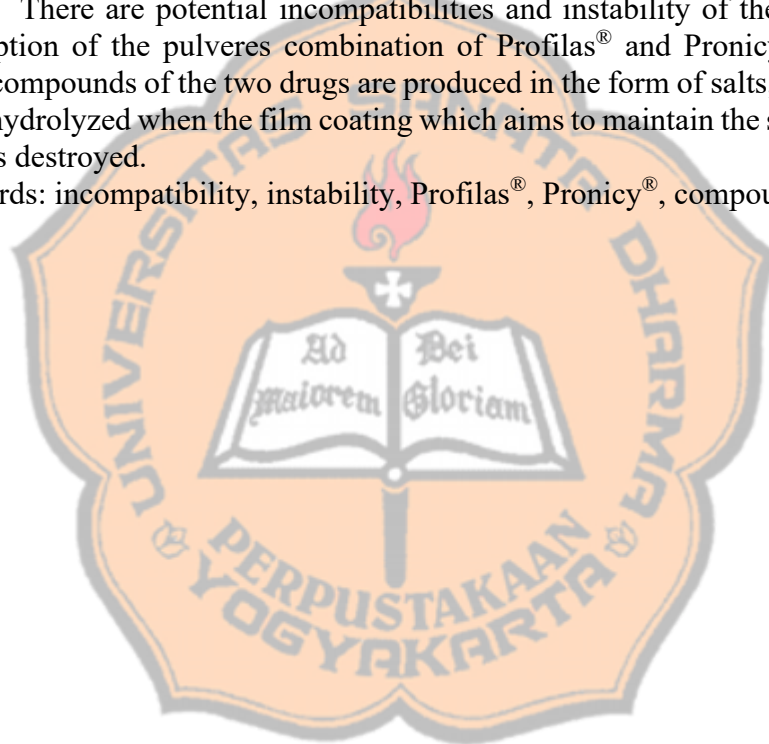 There are potential incompatibilities and instability of the
ption of the pulveres combination of Profilas® and Pronicy
compounds of the two drugs are produced in the form of salts
hydrolyzed when the film coating which aims to maintain the s
s destroyed.
rds: incompatibility, instability, Profilas®, Pronicy®, compou
UNIVERSITAS SANATA DHARMA
Ad Dei
Maiorem Gloriam
PERPUSTAKAAN
YOGYAKARTA